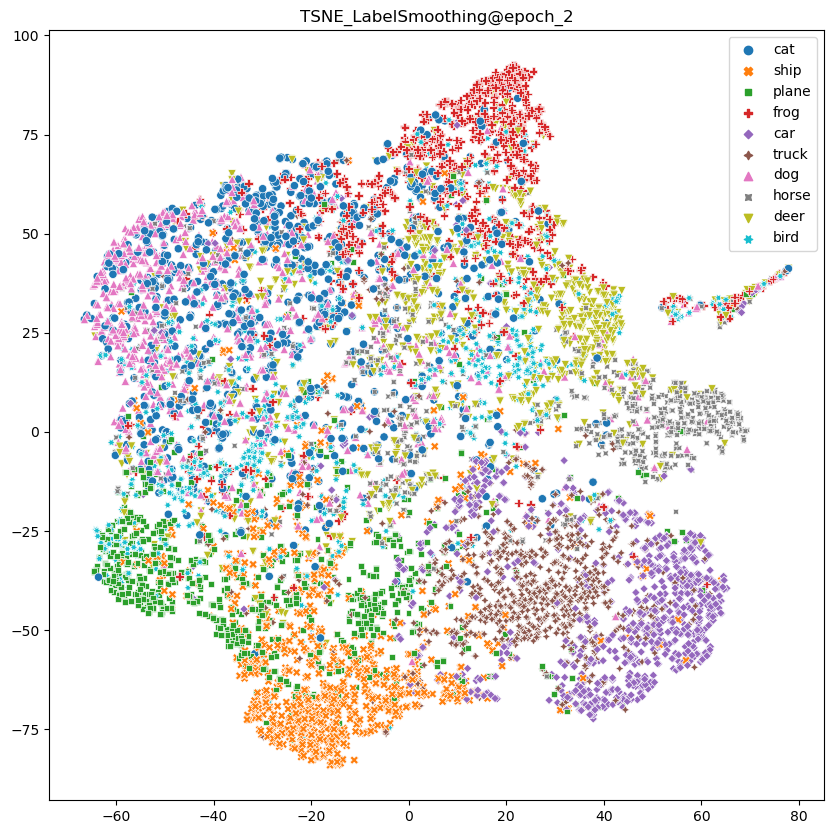 TSNE_LabelSmoothing@epoch_2
100
75
50
25
0
−25
−50
−75
−60
−40
−20
0
20
40
60
80
cat
ship
plane
frog
car
truck
dog
horse
deer
bird